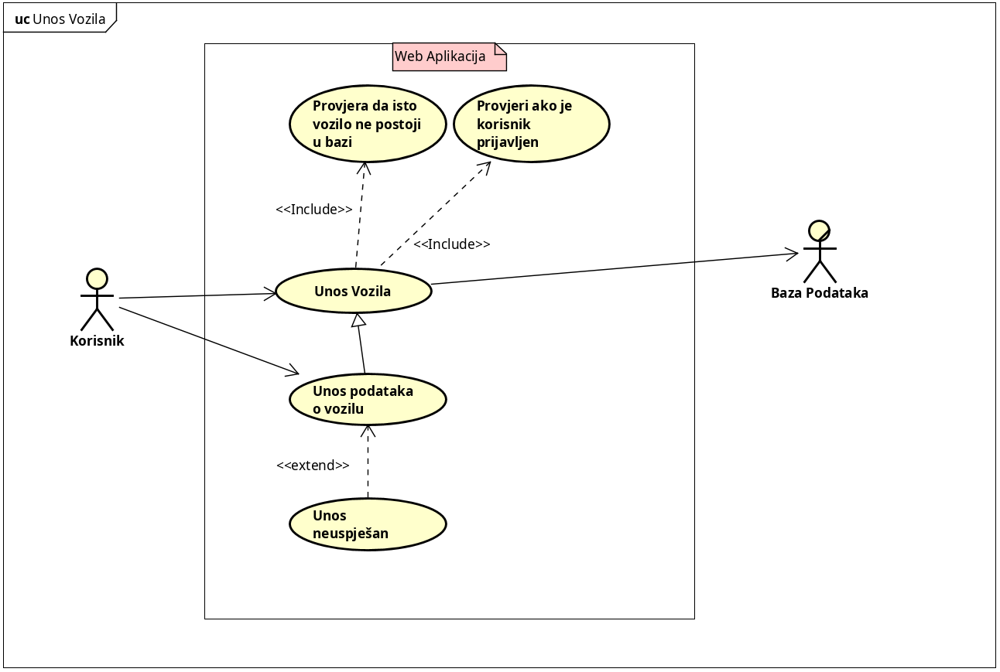 uc Unos Vozila
Web Aplikacija
Provjera da isto
vozilo ne postoji
u bazi
Provjeri ako je
korisnik
prijavljen
<<Include>>
<<Include>>
Unos Vozila
Baza Podataka
Korisnik
Unos podataka
o vozilu
<<extend>>
Unos
neuspješan